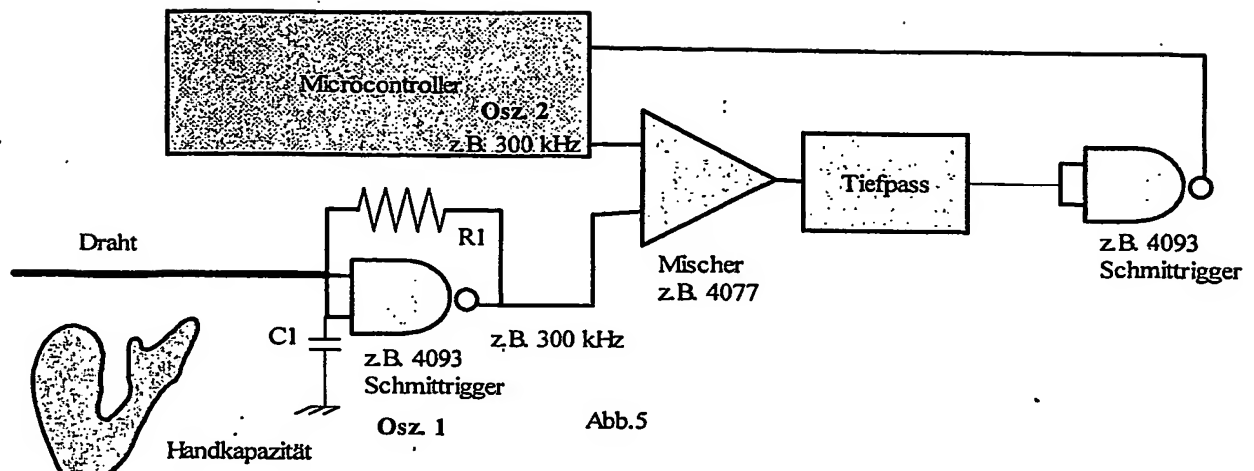 Microcontroller
Osz. 2
z.B. 300 kHz
Tiefpass
R1
Draht
z.B. 4093
Schmittrigger
Mischer
z.B. 4077
C1
z.B. 300 kHz
z.B. 4093
Schmittrigger
Osz. 1
Abb.5
Handkapazität